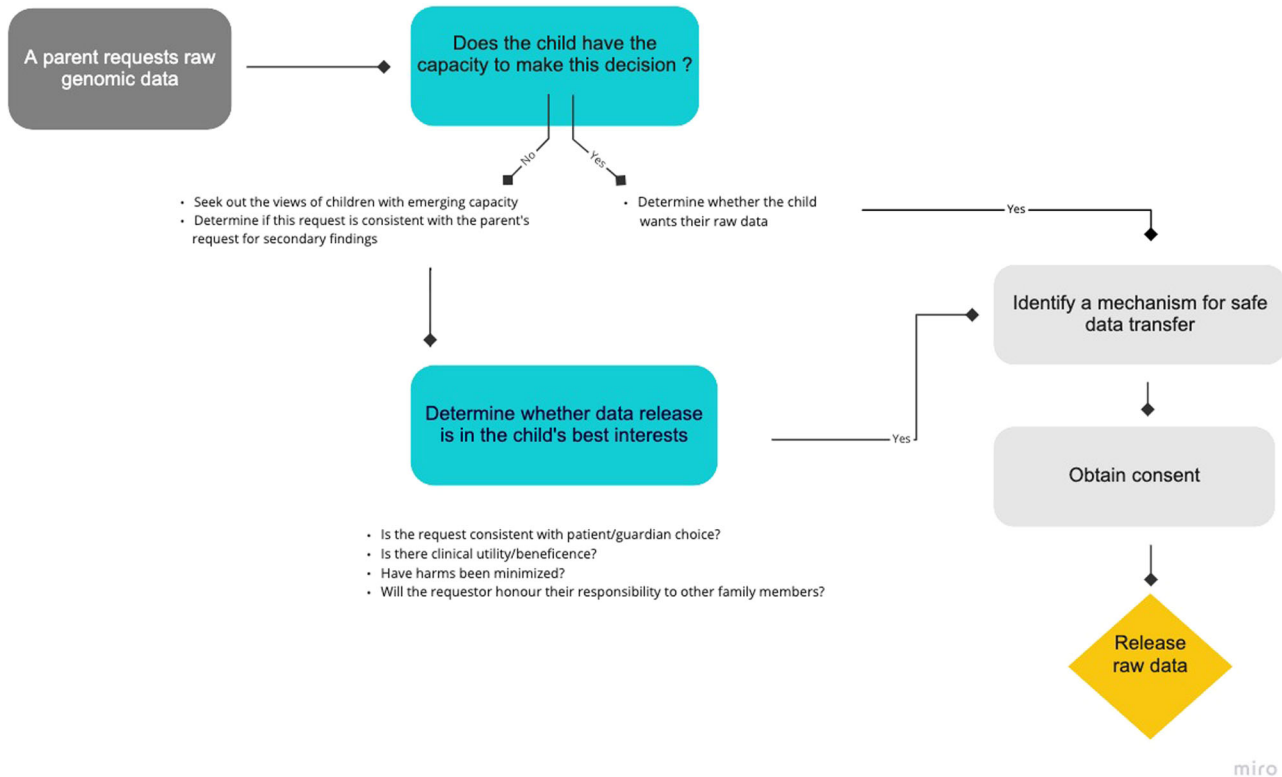 A parent requests raw
genomic data
Does the child have the
capacity to make this decision ?
No
Yes
• Seek out the views of children with emerging capacity
• Determine if this request is consistent with the parent's
request for secondary findings
• Determine whether the child
wants their raw data
Yes
Identify a mechanism for safe
data transfer
Determine whether data release
is in the child's best interests
Yes
Obtain consent
• Is the request consistent with patient/guardian choice?
• Is there clinical utility/beneficence?
• Have harms been minimized?
• Will the requestor honour their responsibility to other family members?
Release
raw data
miro